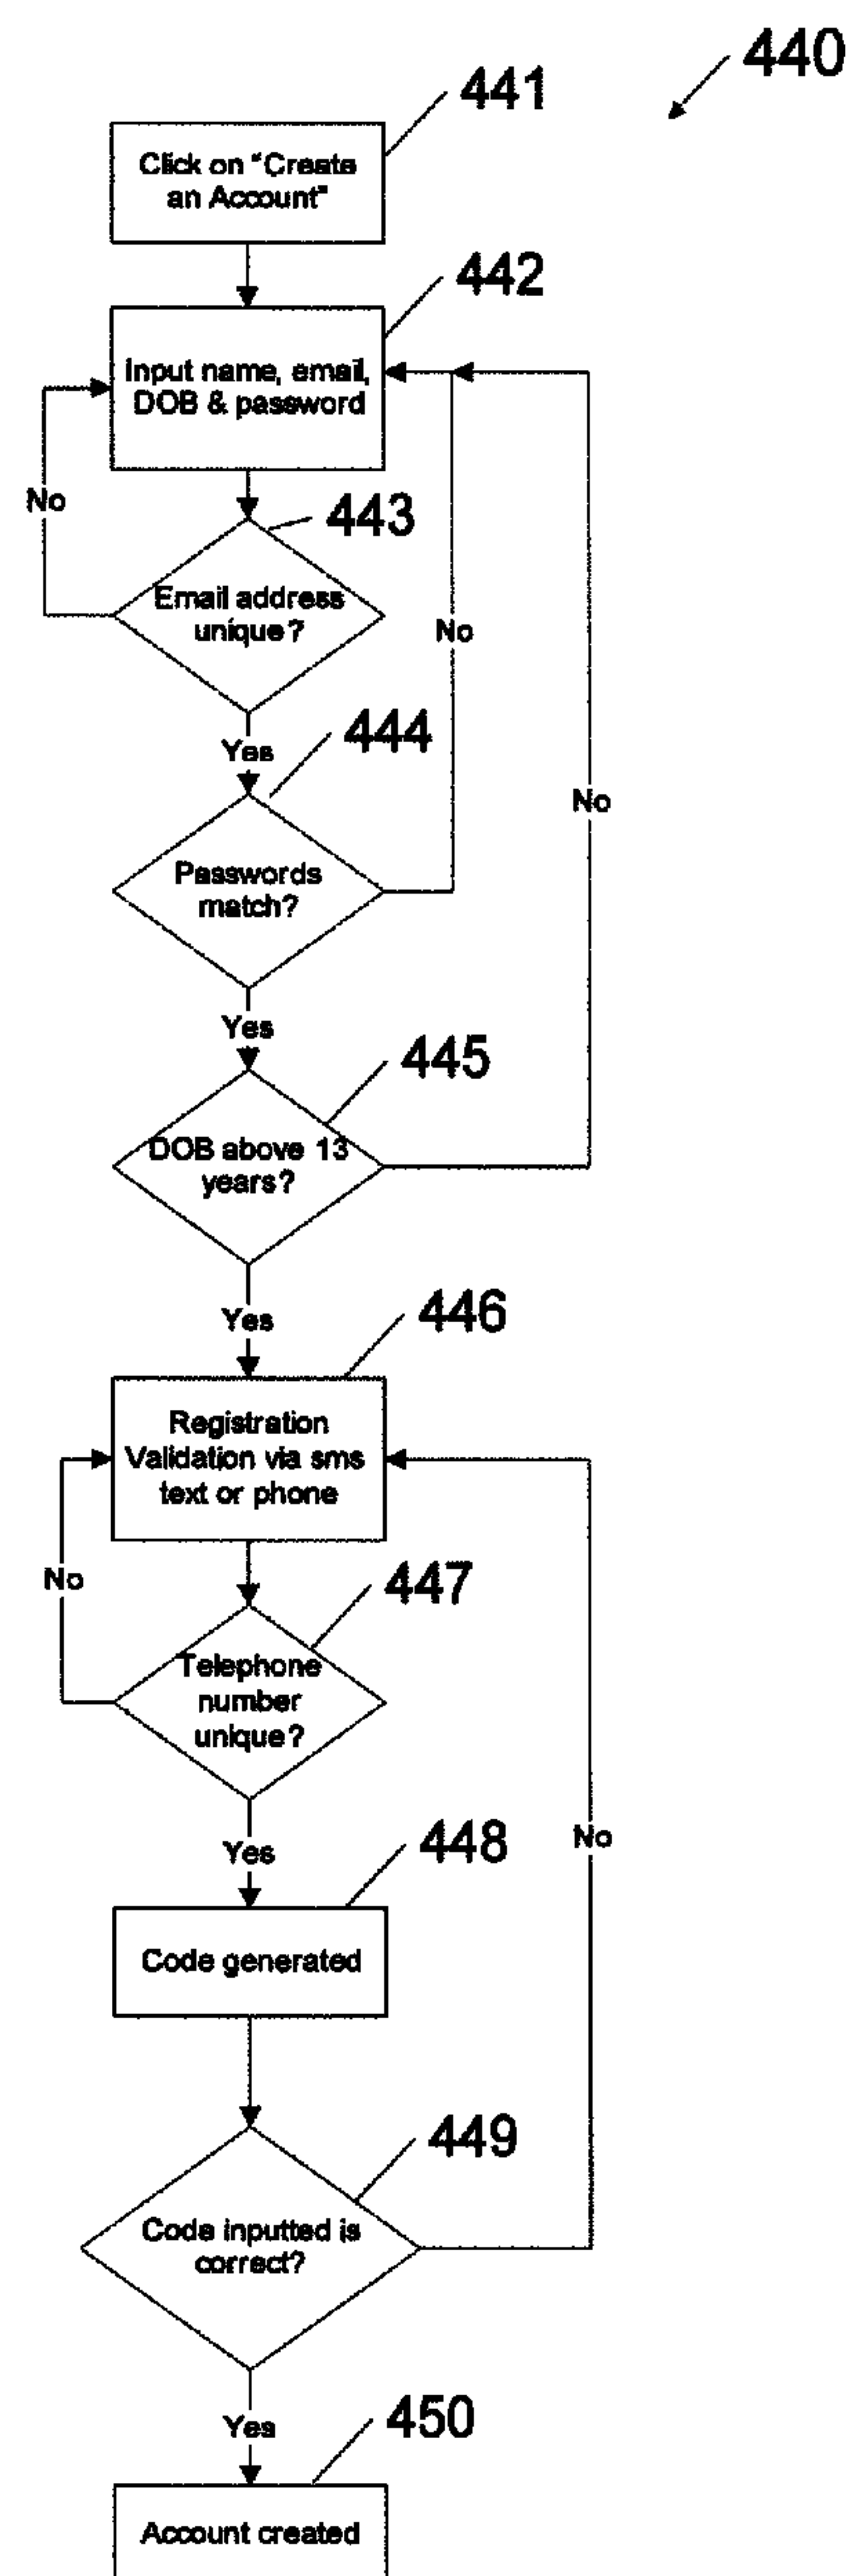 440
441
Click on "Create
an Account"
442
Input name, email,
DOB & password
No
443
Email address
unique?
No
Yes
444
No
Passwords
match?
Yes
445
DOB above 13
years?
Yes
446
Registration
Validation via sms
text or phone
No
447
Telephone
number
unique?
Yes
448
No
Code generated
449
Code inputted is
correct?
Yes
450
Account created